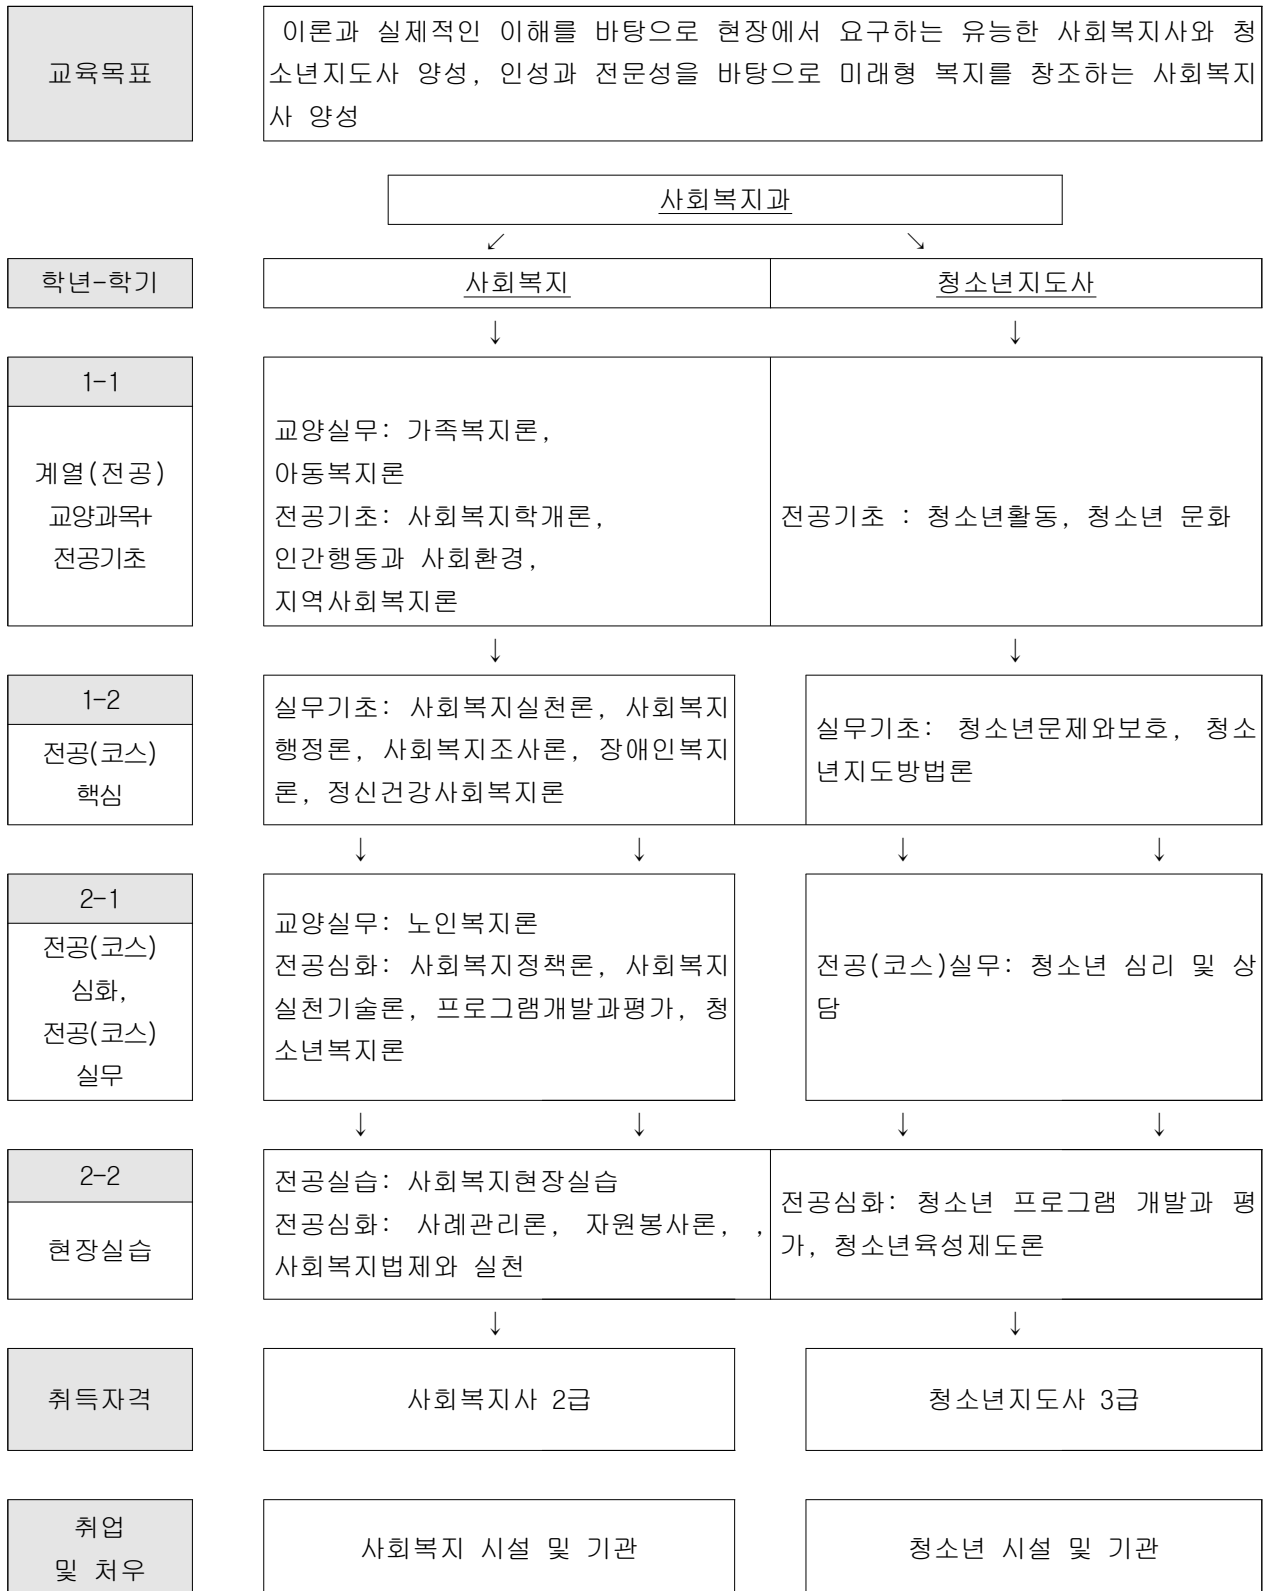 교육목표
이론과 실제적인 이해를 바탕으로 현장에서 요구하는 유능한 사회복지사와 청
소년지도사 양성, 인성과 전문성을 바탕으로 미래형 복지를 창조하는 사회복지
사 양성
사회복지과
↙ ↘
학년-학기
사회복지
청소년지도사
↓ ↓
1-1
계열(전공)
교양과목+
전공기초
교양실무: 가족복지론,
아동복지론
전공기초: 사회복지학개론,
인간행동과 사회환경,
지역사회복지론
전공기초 : 청소년활동, 청소년 문화
↓ ↓
1-2
전공(코스)
핵심
실무기초: 사회복지실천론, 사회복지
행정론, 사회복지조사론, 장애인복지
론, 정신건강사회복지론
실무기초: 청소년문제와보호, 청소
년지도방법론
↓ ↓ ↓ ↓
2-1
전공(코스)
심화,
전공(코스)
실무
교양실무: 노인복지론
전공심화: 사회복지정책론, 사회복지
실천기술론, 프로그램개발과평가, 청
소년복지론
전공(코스)실무: 청소년 심리 및 상
담
↓ ↓ ↓ ↓
2-2
현장실습
전공실습: 사회복지현장실습
전공심화: 사례관리론, 자원봉사론, ,
사회복지법제와 실천
전공심화: 청소년 프로그램 개발과 평
가, 청소년육성제도론
↓ ↓
취득자격
사회복지사 2급
청소년지도사 3급
취업
및 처우
사회복지 시설 및 기관
청소년 시설 및 기관